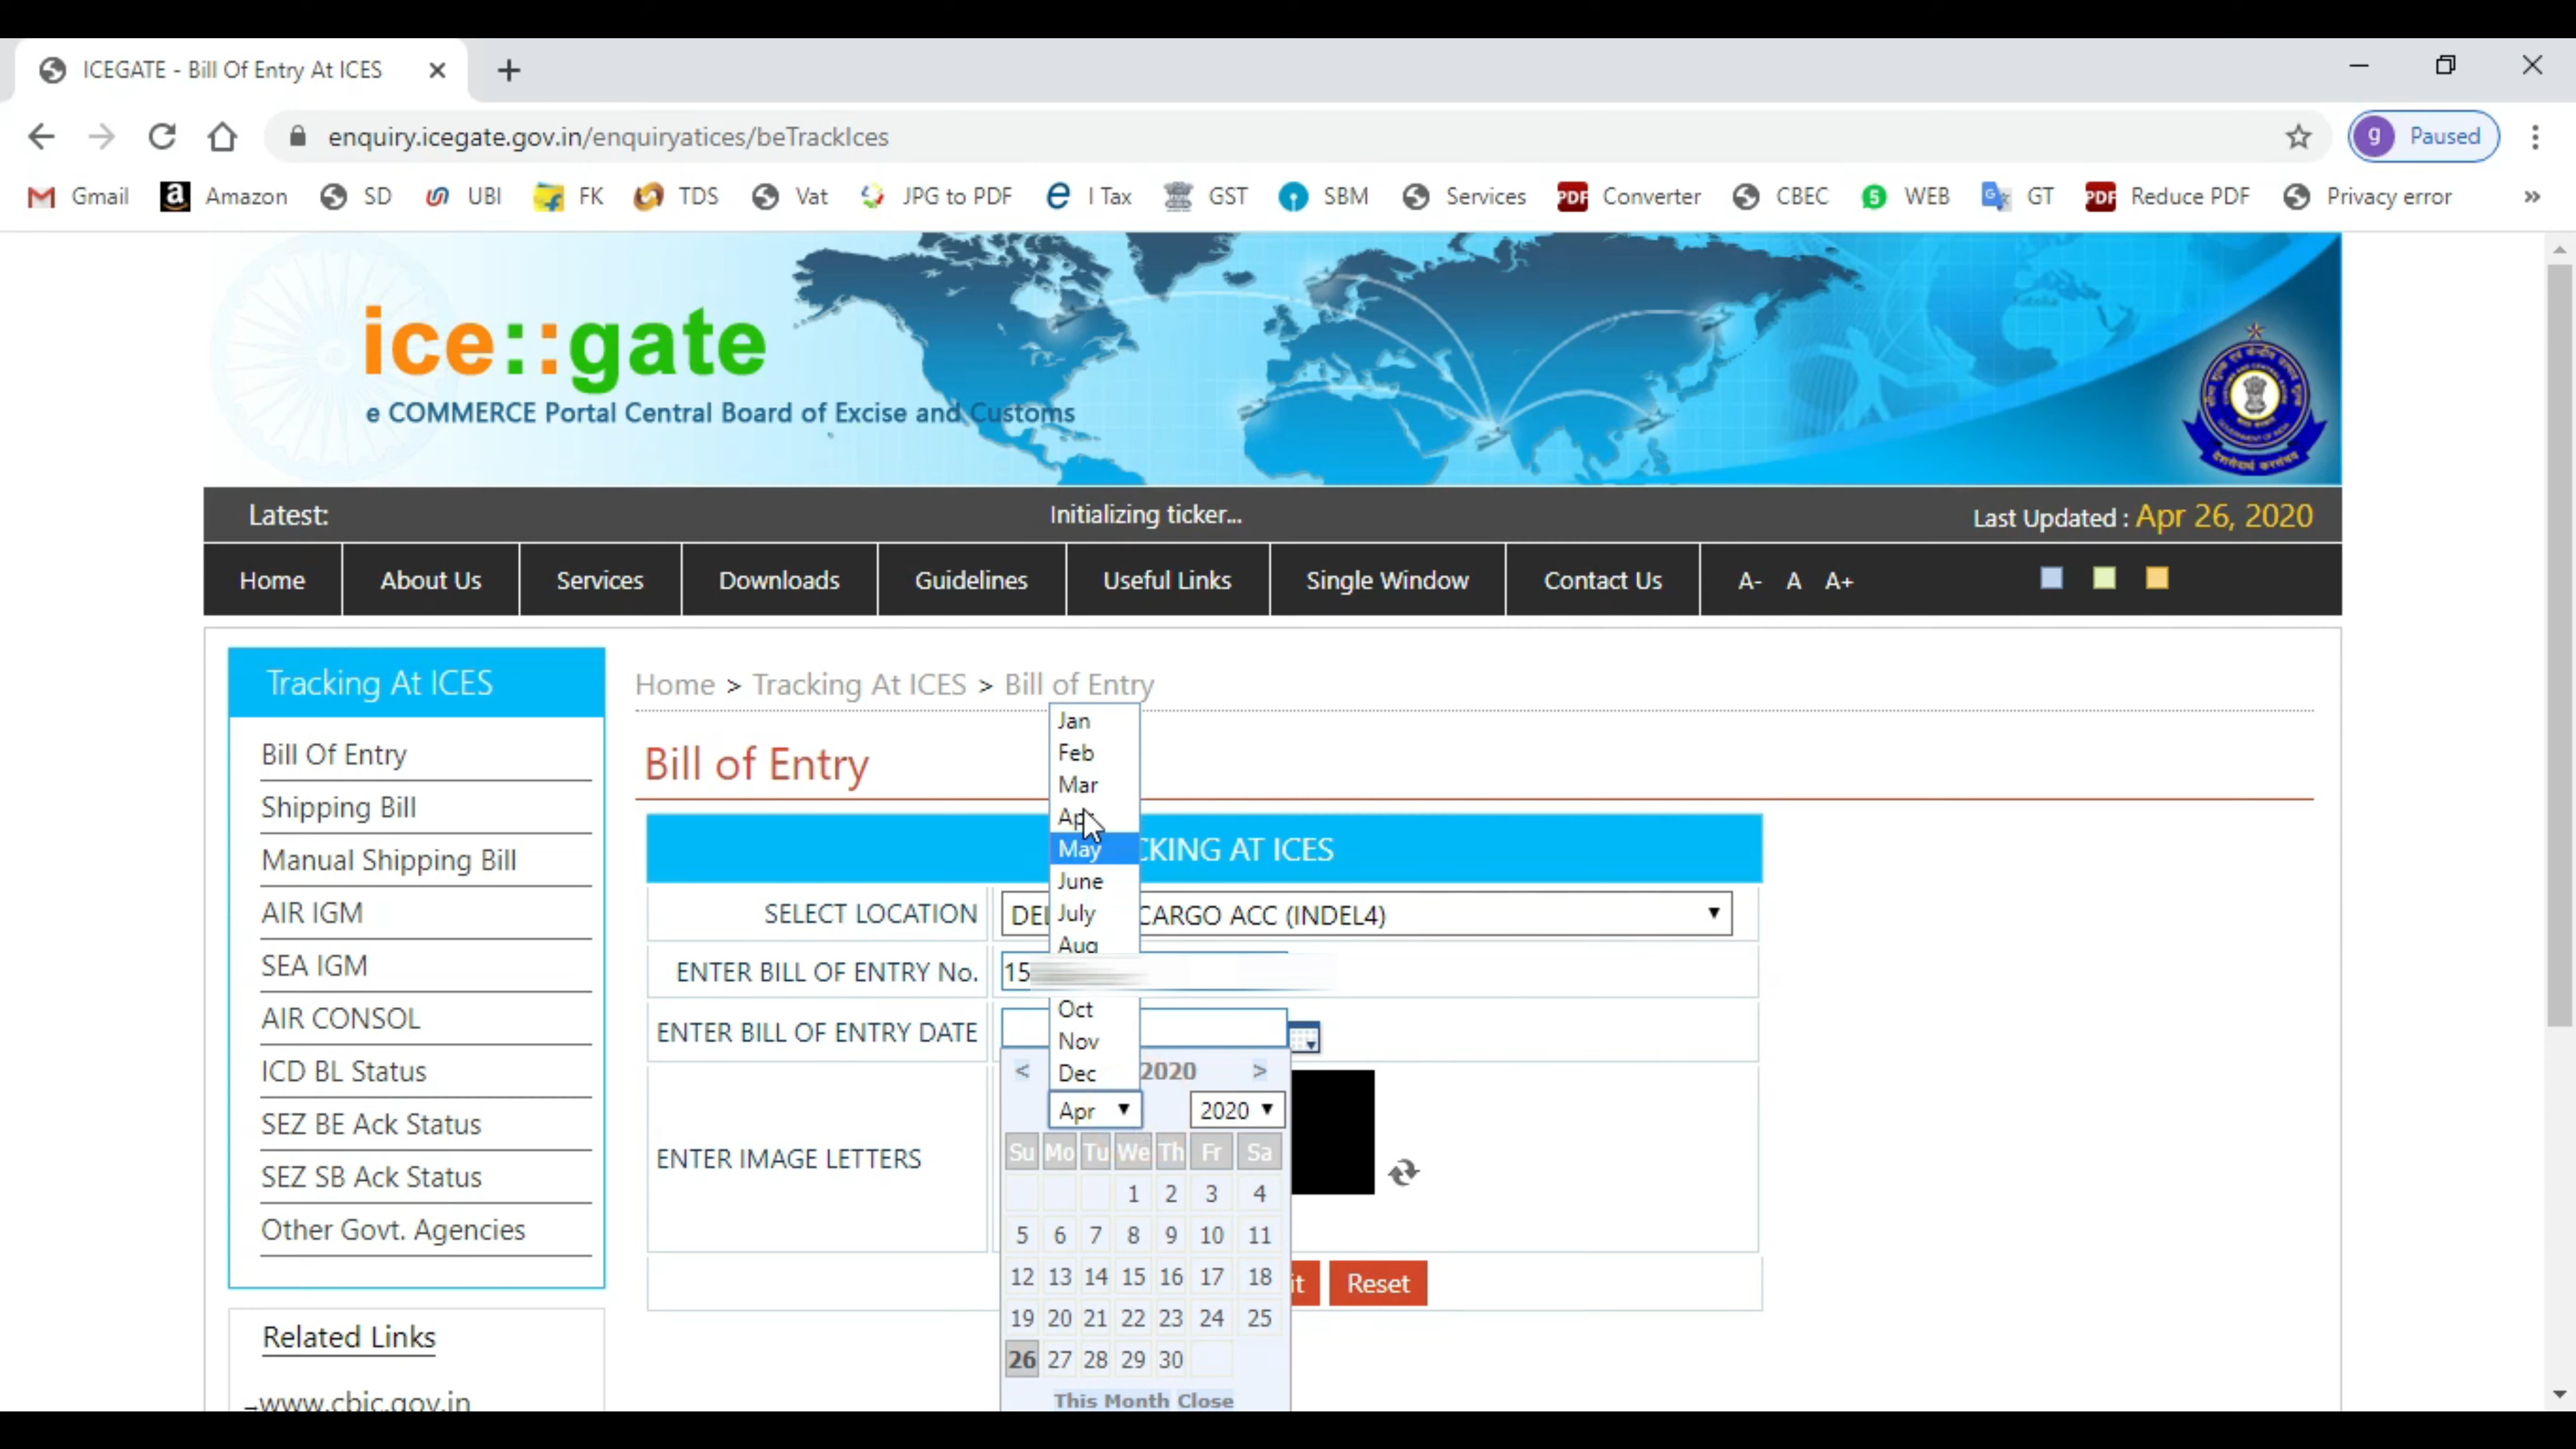 ICEGATE - Bill Of Entry At ICES
enquiry.icegate.gov.in/enquiryatices/beTrackIces
g Paused
Gmail Amazon SD UBI FK TDS Vat JPG to PDF I Tax GST SBM Services PDF Converter CBEC 5 WEB GT PDF Reduce PDF Privacy error »
ice::gate
e COMMERCE Portal Central Board of Excise and Customs
Latest: Initializing ticker... Last Updated : Apr 26, 2020
Home About Us Services Downloads Guidelines Useful Links Single Window Contact Us A- A A+
Tracking At ICES
Bill Of Entry
Shipping Bill
Manual Shipping Bill
AIR IGM
SEA IGM
AIR CONSOL
ICD BL Status
SEZ BE Ack Status
SEZ SB Ack Status
Other Govt. Agencies
Related Links
www.cbic.gov.in
Home > Tracking At ICES > Bill of Entry
Bill of Entry
CKING AT ICES
SELECT LOCATION DEL CARGO ACC (INDEL4)
ENTER BILL OF ENTRY No. 15
ENTER BILL OF ENTRY DATE
ENTER IMAGE LETTERS
Jan
Feb
Mar
Apr
May
June
July
Aug
Oct
Nov
Dec
< 2020 >
Apr 2020
Su Mo Tu We Th Fr Sa
1 2 3 4
5 6 7 8 9 10 11
12 13 14 15 16 17 18
19 20 21 22 23 24 25
26 27 28 29 30
This Month Close
it Reset